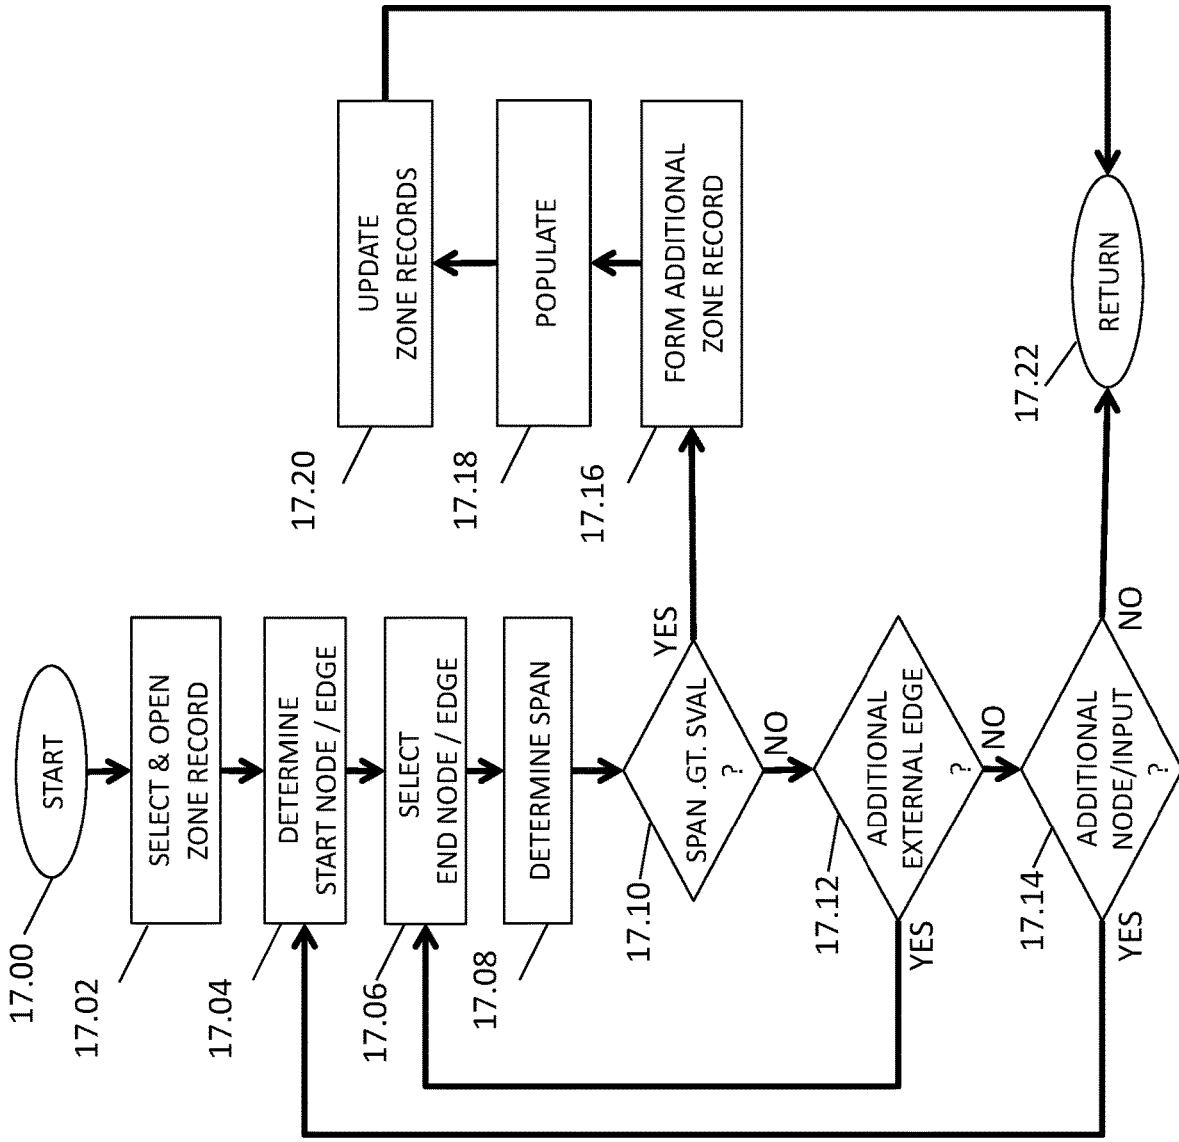 17.00
START
17.02
SELECT & OPEN
ZONE RECORD
17.04
DETERMINE
START NODE / EDGE
17.06
SELECT
END NODE / EDGE
17.08
DETERMINE SPAN
17.10
SPAN .GT. SVAL
?
YES
NO
17.12
ADDITIONAL
EXTERNAL EDGE
?
YES
NO
17.14
ADDITIONAL
NODE/INPUT
?
YES
NO
17.16
FORM ADDITIONAL
ZONE RECORD
17.18
POPULATE
17.20
UPDATE
ZONE RECORDS
17.22
RETURN